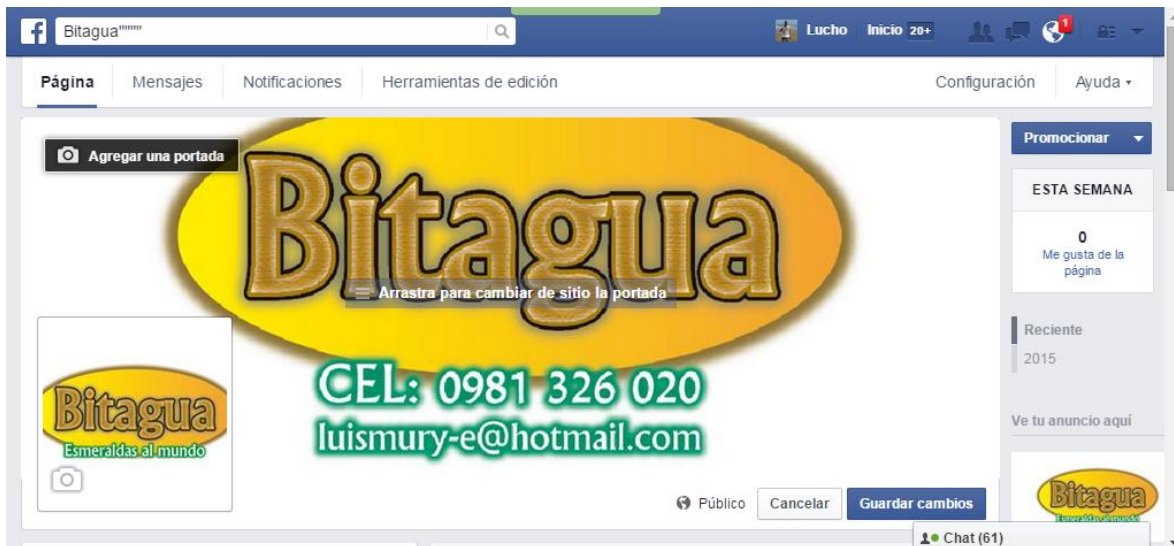 Bitagua"""""
Lucho
Inicio 20+
1
Página
Mensajes
Notificaciones
Herramientas de edición
Configuración
Ayuda
Agregar una portada
Bitagua
Arrastra para cambiar de sitio la portada
CEL: 0981 326 020
luismury-e@hotmail.com
Bitagua
Esmeraldas al mundo
Público
Cancelar
Guardar cambios
Promocionar
ESTA SEMANA
0
Me gusta de la
página
Reciente
2015
Ve tu anuncio aquí
Bitagua
Esmeraldas al mundo
Chat (61)